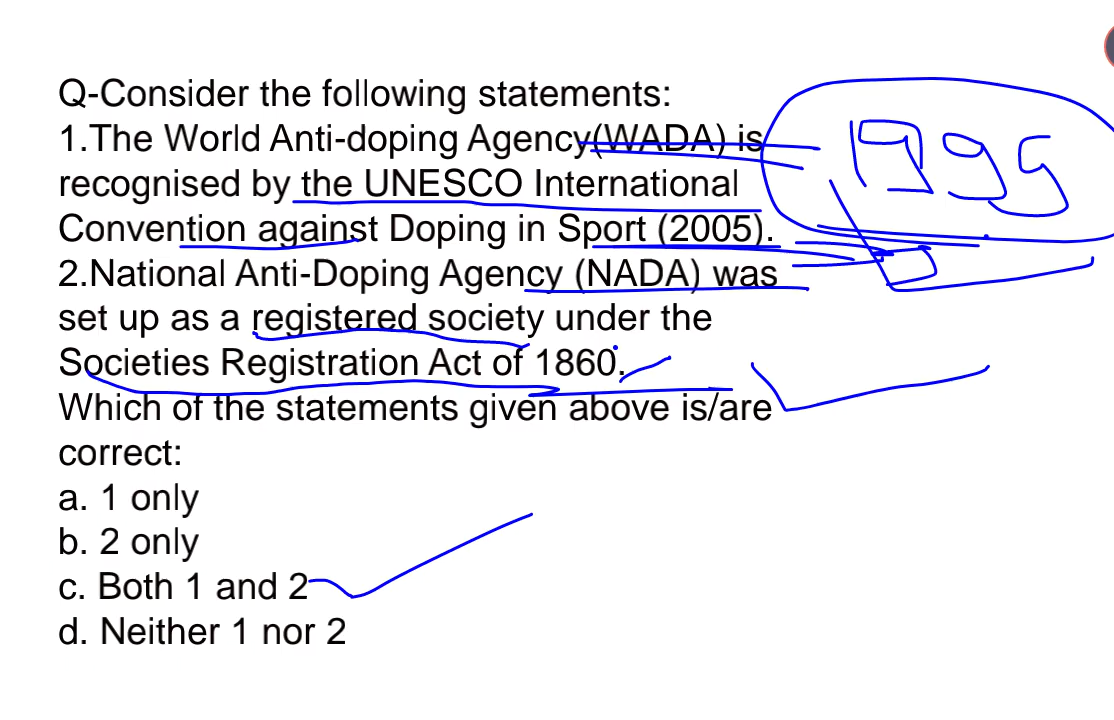 Q-Consider the following statements:
1.The World Anti-doping Agency(WADA) is
recognised by the UNESCO International
Convention against Doping in Sport (2005).
1995
2.National Anti-Doping Agency (NADA) was
set up as a registered society under the
Societies Registration Act of 1860.
Which of the statements given above is/are
correct:
a. 1 only
b. 2 only
c. Both 1 and 2
d. Neither 1 nor 2